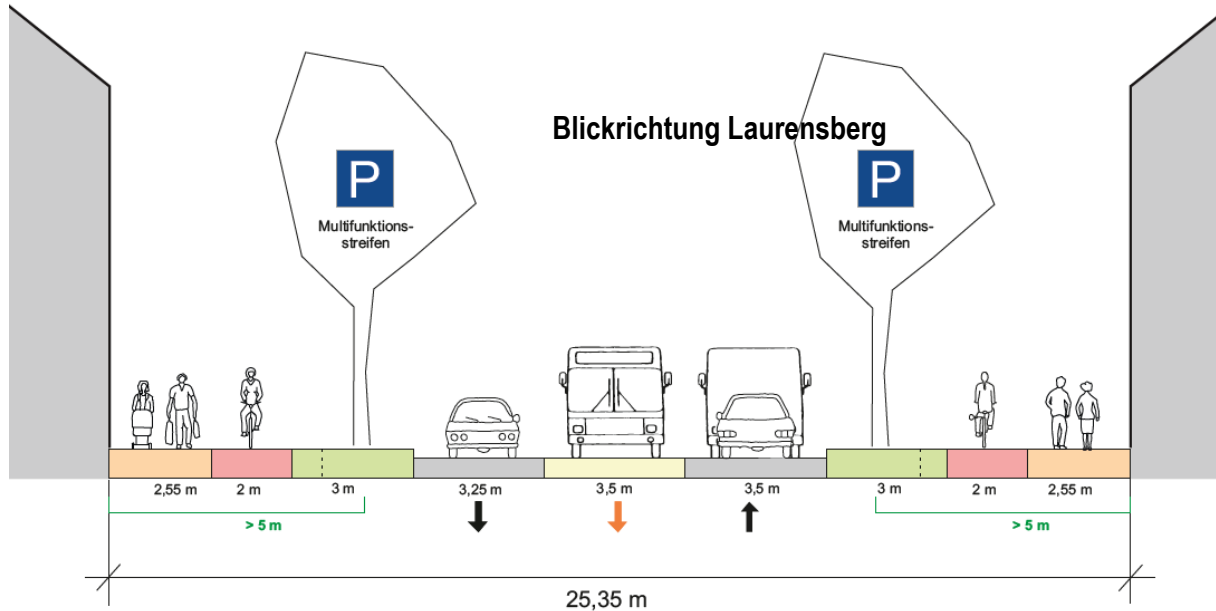 Blickrichtung Laurensberg
P
Multifunktions-
streifen
P
Multifunktions-
streifen
2,55 m 2 m 3 m 3,25 m 3,5 m 3,5 m 3 m 2 m 2,55 m
> 5 m > 5 m
25,35 m